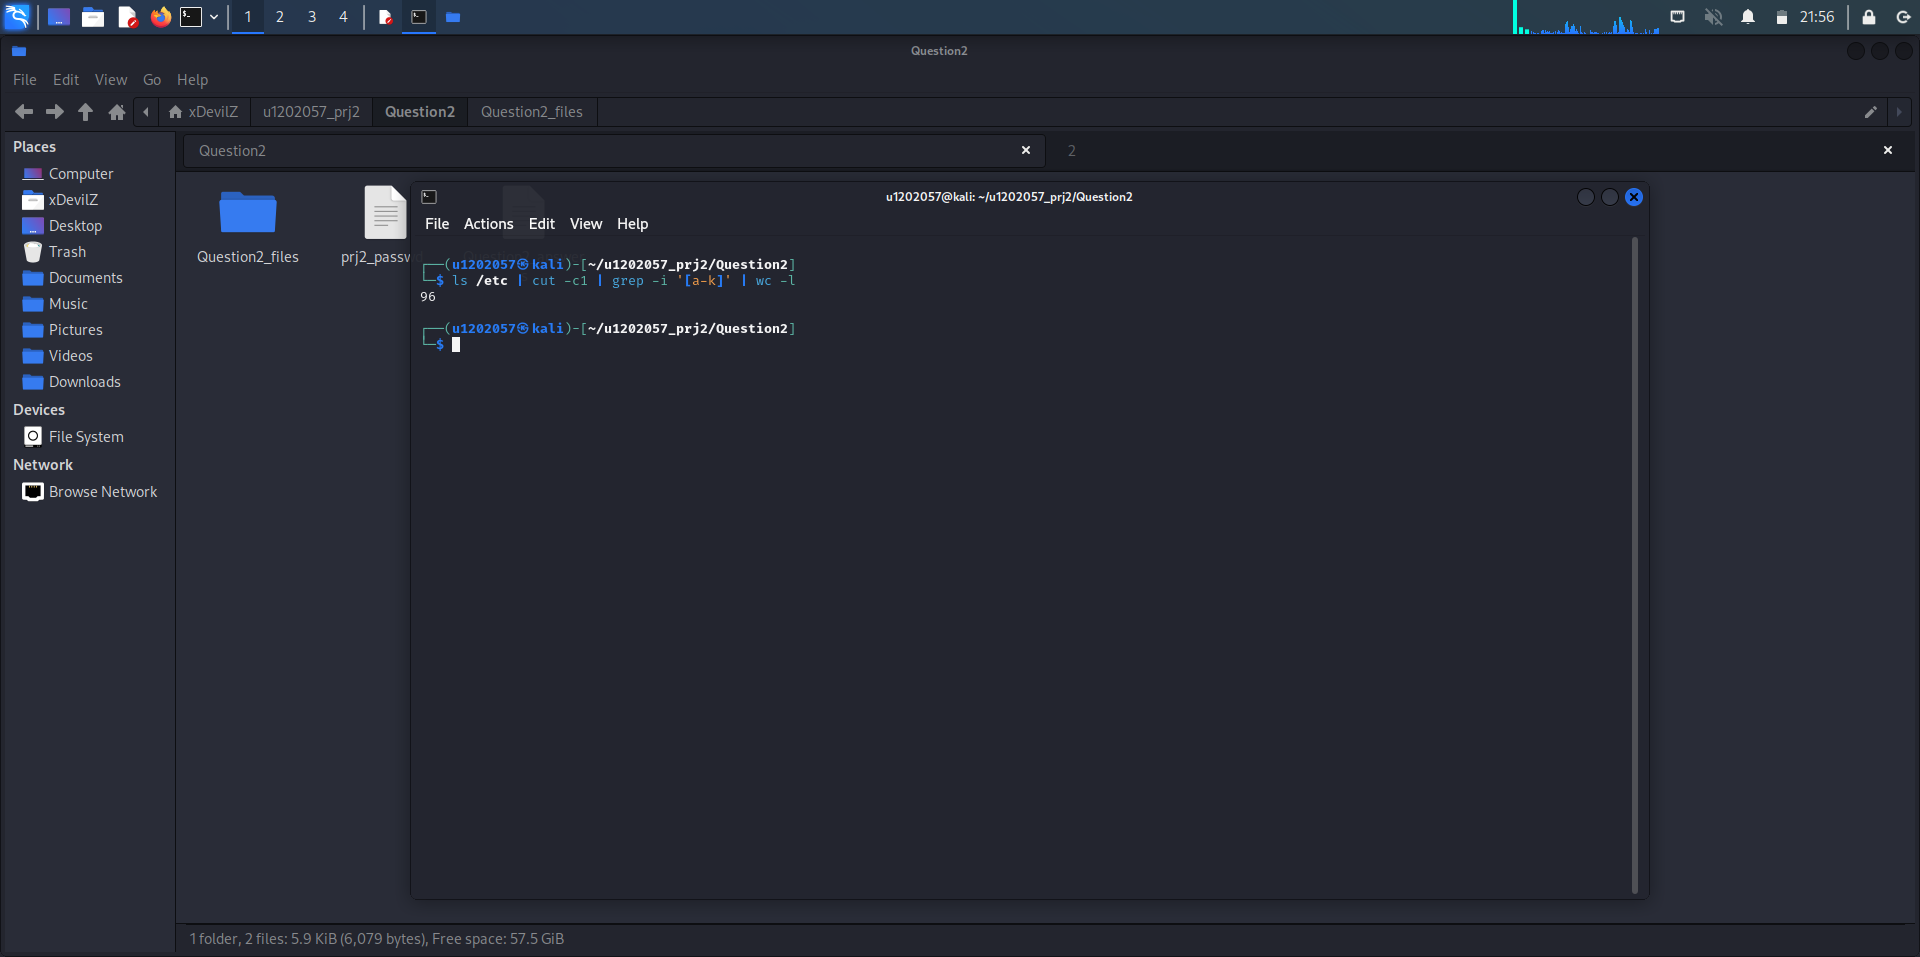 1 2 3 4 21:56
Question2
File Edit View Go Help
xDevilZ u1202057_prj2 Question2 Question2_files
Places
Computer
xDevilZ
Desktop
Trash
Documents
Music
Pictures
Videos
Downloads
Devices
File System
Network
Browse Network
Question2 2
Question2_files
prj2_passw
u1202057@kali: ~/u1202057_prj2/Question2
File Actions Edit View Help
┌──(u1202057㉿kali)-[~/u1202057_prj2/Question2]
└─$ ls /etc | cut -c1 | grep -i '[a-k]' | wc -l
96
┌──(u1202057㉿kali)-[~/u1202057_prj2/Question2]
└─$
1 folder, 2 files: 5.9 KiB (6,079 bytes), Free space: 57.5 GiB